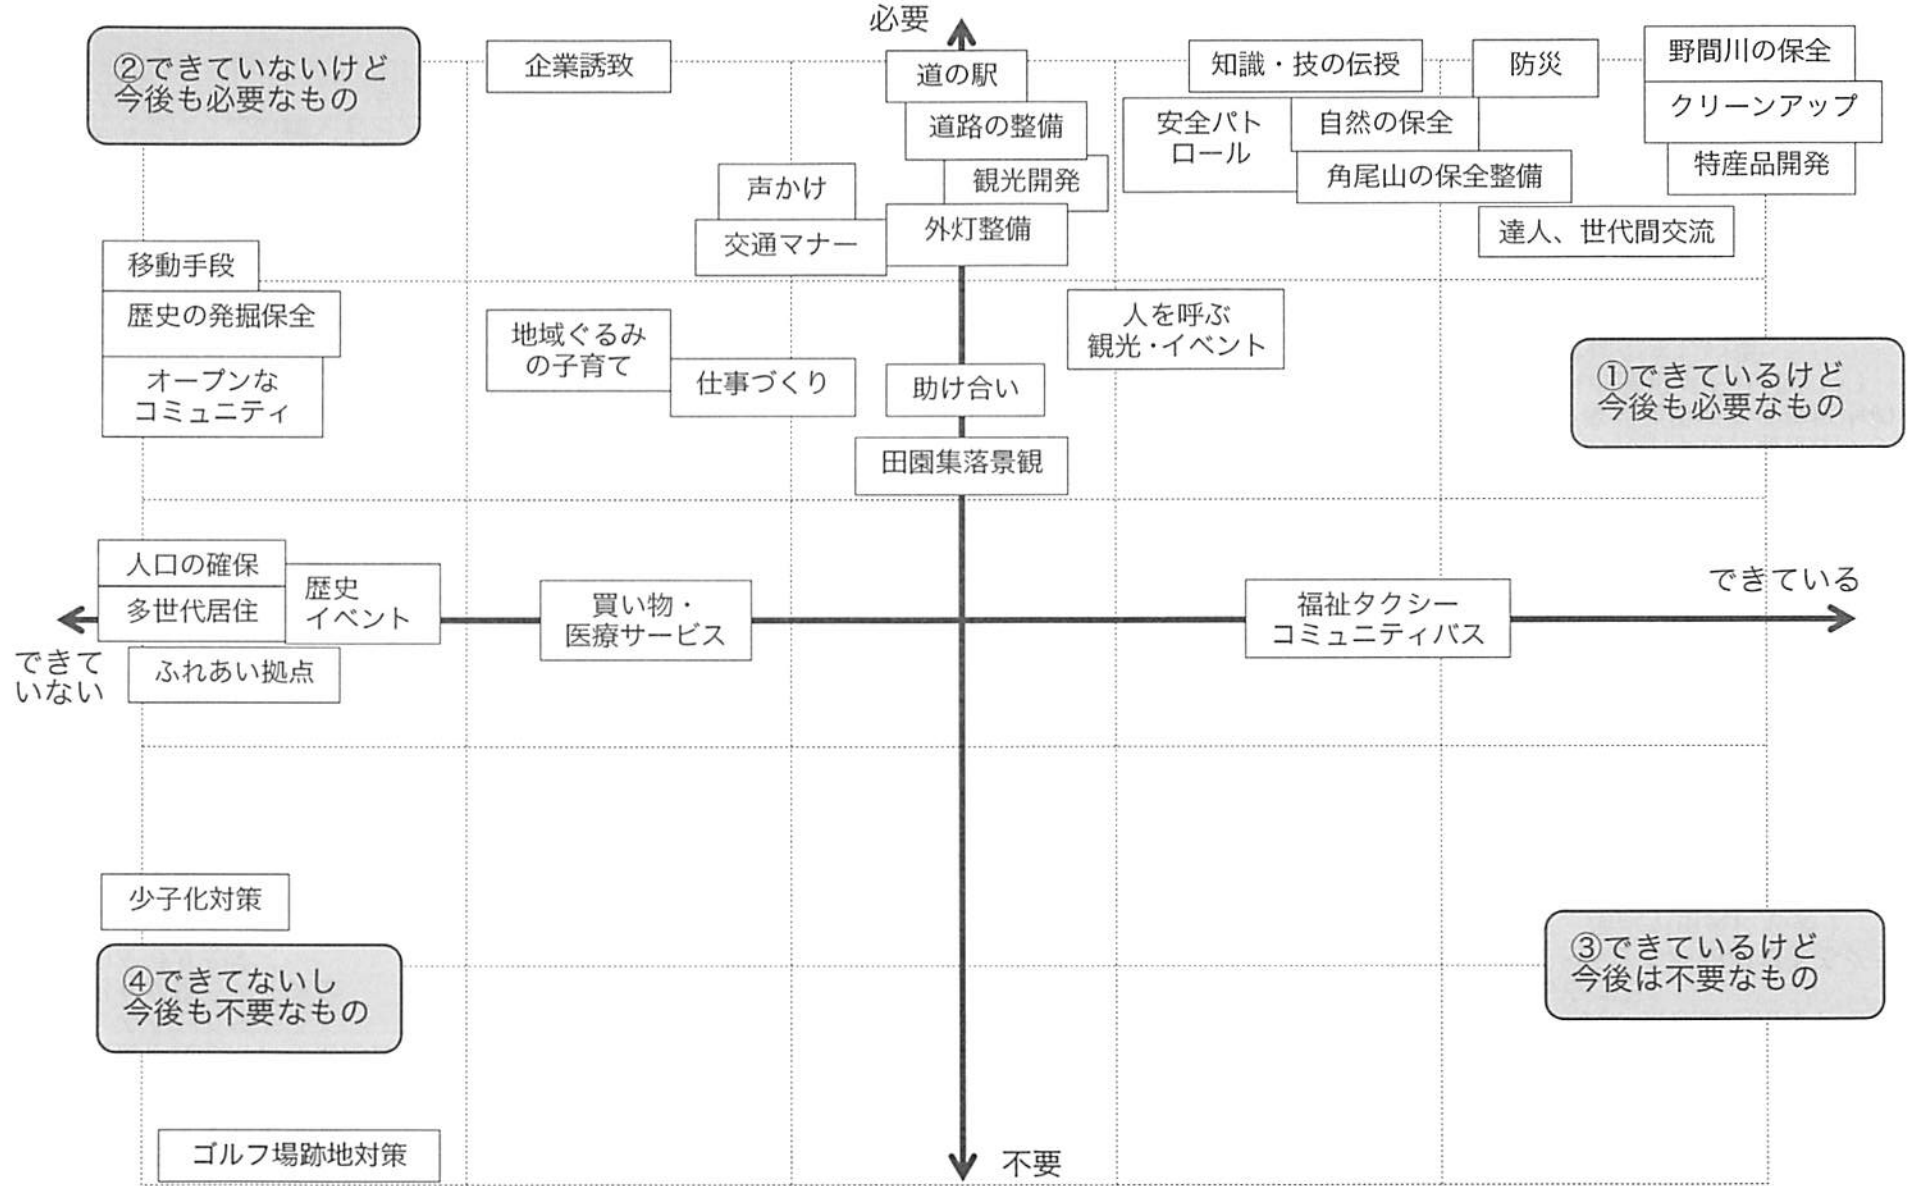 必要
②できていないけど
今後も必要なもの
企業誘致
道の駅
知識・技の伝授
防災
野間川の保全
クリーンアップ
道路の整備
安全パト
ロール
自然の保全
特産品開発
観光開発
角尾山の保全整備
声かけ
外灯整備
達人、世代間交流
交通マナー
移動手段
歴史の発掘保全
オープンな
コミュニティ
地域ぐるみ
の子育て
仕事づくり
人を呼ぶ
観光・イベント
助け合い
①できているけど
今後も必要なもの
田園集落景観
人口の確保
多世代居住
歴史
イベント
買い物・
医療サービス
福祉タクシー
コミュニティバス
できている
できて
いない
ふれあい拠点
少子化対策
④できてないし
今後も不要なもの
③できているけど
今後は不要なもの
ゴルフ場跡地対策
不要